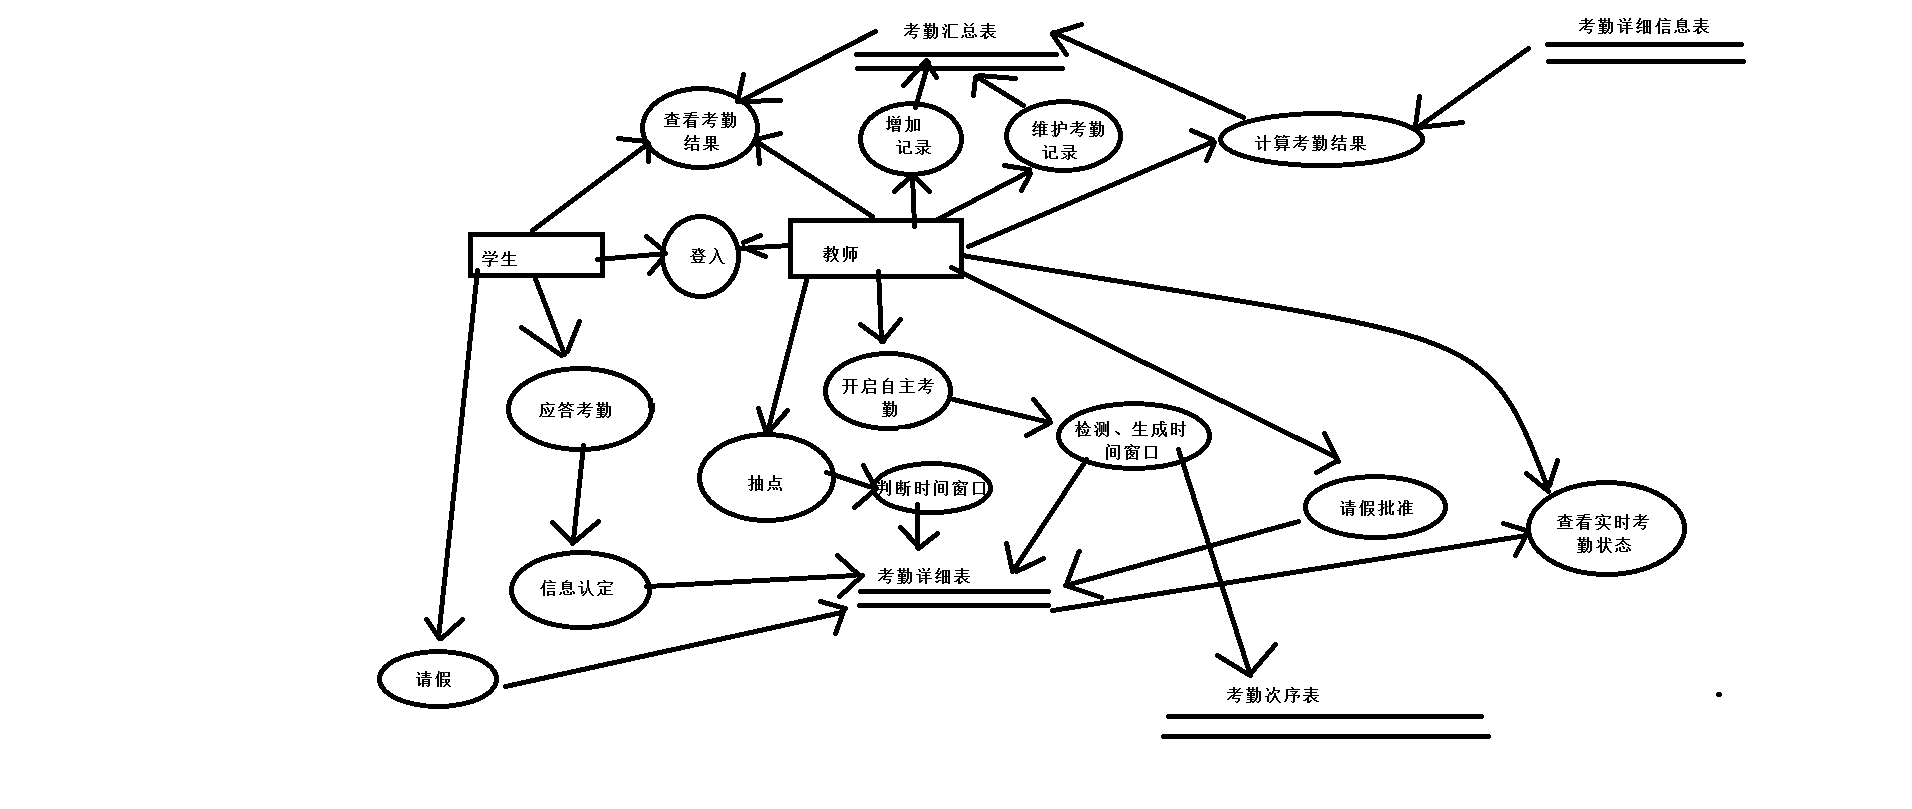 考勤汇总表
考勤详细信息表
查看考勤
结果
增加
记录
维护考勤
记录
计算考勤结果
学生
登入
教师
应答考勤
开启自主考
勤
检测、生成时
间窗口
抽点
判断时间窗口
请假批准
查看实时考
勤状态
信息认定
考勤详细表
请假
考勤次序表